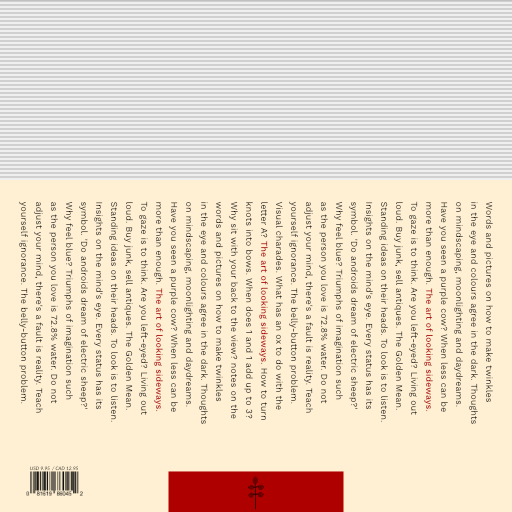 Words and pictures on how to make twinkles
in the eye and colours agree in the dark. Thoughts
on mindscaping, moonlighting and daydreams.
Have you seen a purple cow? When less can be
more than enough. The art of looking sideways.
To gaze is to think. Are you left-eyed? Living out
loud. Buy junk, sell antiques. The Golden Mean.
Standing ideas on their heads. To look is to listen.
Insights on the mind's eye. Every status has its
symbol. 'Do androids dream of electric sheep?'
Why feel blue? Triumphs of imagination such
as the person you love is 72.8% water. Do not
adjust your mind, there's a fault is reality. Teach
yourself ignorance. The belly-button problem.
Visual charades. What has an ox to do with the
letter A? The art of looking sideways. How to turn
knots into bows. When does 1 and 1 add up to 3?
Why sit with your back to the view? notes on the
words and pictures on how to make twinkles
in the eye and colours agree in the dark. Thoughts
on mindscaping, moonlighting and daydreams.
Have you seen a purple cow? When less can be
more than enough. The art of looking sideways.
To gaze is to think. Are you left-eyed? Living out
loud. Buy junk, sell antiques. The Golden Mean.
Standing ideas on their heads. To look is to listen.
Insights on the mind's eye. Every status has its
symbol. 'Do androids dream of electric sheep?'
Why feel blue? Triumphs of imagination such
as the person you love is 72.8% water. Do not
adjust your mind, there's a fault is reality. Teach
yourself ignorance. The belly-button problem.
USD 9.95 / CAD 12.95
0 81619 86045 2